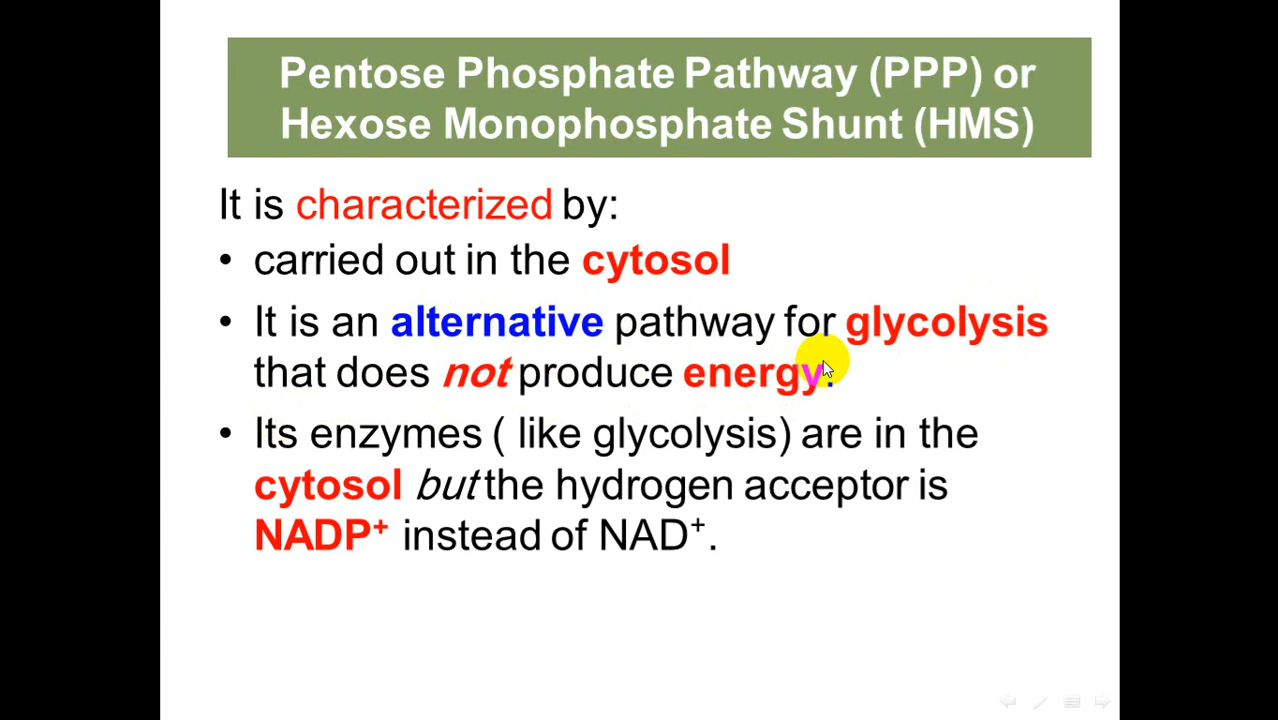 Pentose Phosphate Pathway (PPP) or
Hexose Monophosphate Shunt (HMS)
It is characterized by:
• carried out in the cytosol
• It is an alternative pathway for glycolysis
that does not produce energy.
• Its enzymes ( like glycolysis) are in the
cytosol but the hydrogen acceptor is
NADP⁺ instead of NAD⁺.